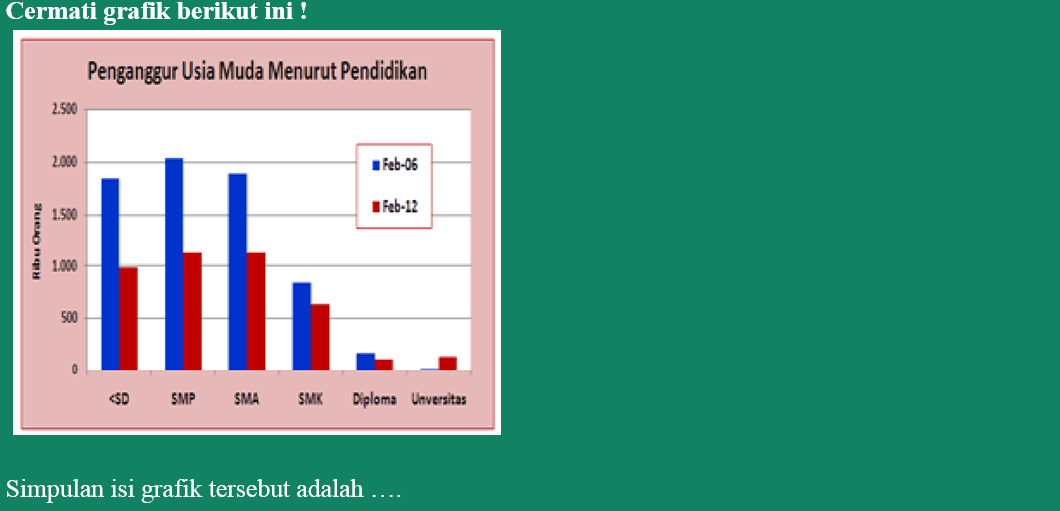 Cermati grafik berikut ini !
Penganggur Usia Muda Menurut Pendidikan
2.500
2.000
1.500
1.000
500
0
Ribu Orang
Feb-06
Feb-12
<SD
SMP
SMA
SMK
Diploma
Unversitas
Simpulan isi grafik tersebut adalah ….